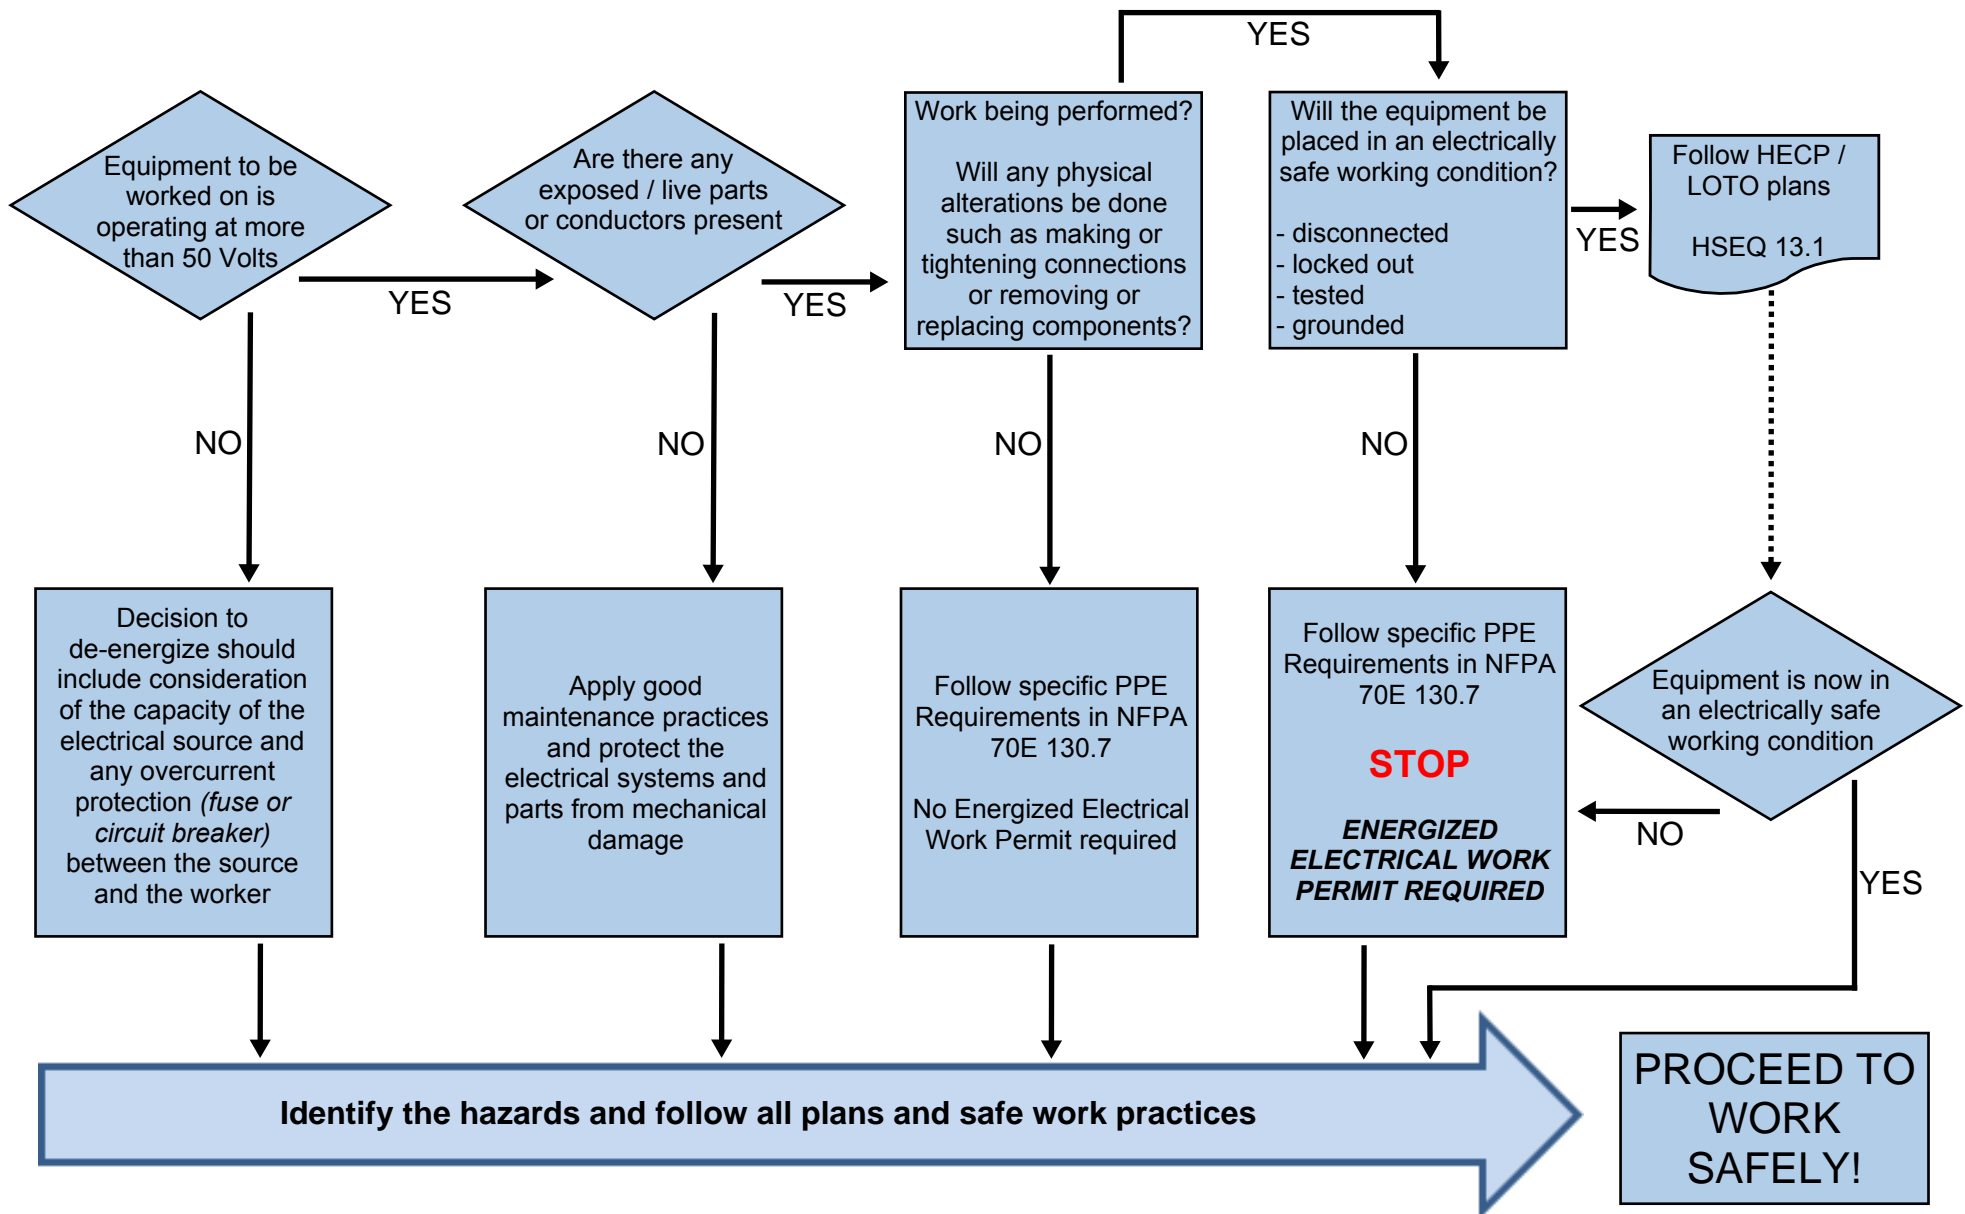 YES
Equipment to be
worked on is
operating at more
than 50 Volts
YES
Are there any
exposed / live parts
or conductors present
YES
Work being performed?
Will any physical
alterations be done
such as making or
tightening connections
or removing or
replacing components?
Will the equipment be
placed in an electrically
safe working condition?
- disconnected
- locked out
- tested
- grounded
YES
Follow HECP /
LOTO plans
HSEQ 13.1
NO
NO
NO
NO
Decision to
de-energize should
include consideration
of the capacity of the
electrical source and
any overcurrent
protection (fuse or
circuit breaker)
between the source
and the worker
Apply good
maintenance practices
and protect the
electrical systems and
parts from mechanical
damage
Follow specific PPE
Requirements in NFPA
70E 130.7
No Energized Electrical
Work Permit required
Follow specific PPE
Requirements in NFPA
70E 130.7
STOP
ENERGIZED
ELECTRICAL WORK
PERMIT REQUIRED
Equipment is now in
an electrically safe
working condition
NO
YES
Identify the hazards and follow all plans and safe work practices
PROCEED TO
WORK
SAFELY!